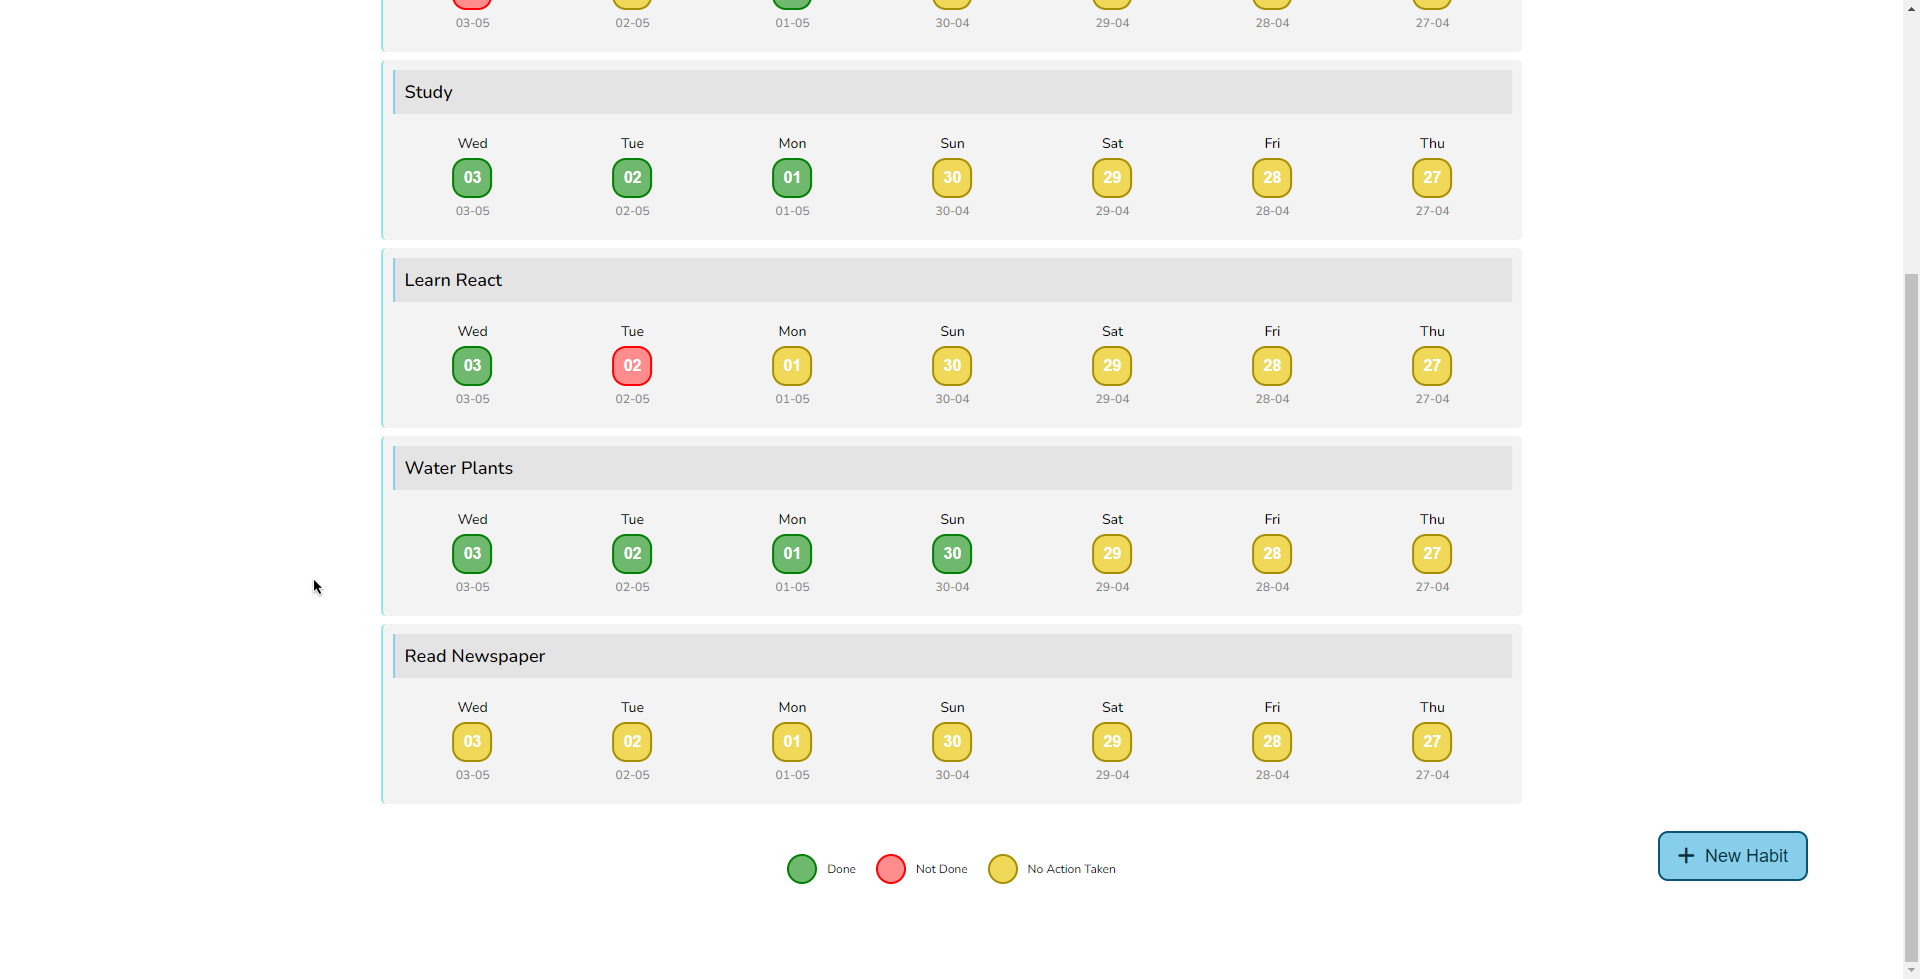 03-05 02-05 01-05 30-04 29-04 28-04 27-04
Study
Wed Tue Mon Sun Sat Fri Thu
03 02 01 30 29 28 27
03-05 02-05 01-05 30-04 29-04 28-04 27-04
Learn React
Wed Tue Mon Sun Sat Fri Thu
03 02 01 30 29 28 27
03-05 02-05 01-05 30-04 29-04 28-04 27-04
Water Plants
Wed Tue Mon Sun Sat Fri Thu
03 02 01 30 29 28 27
03-05 02-05 01-05 30-04 29-04 28-04 27-04
Read Newspaper
Wed Tue Mon Sun Sat Fri Thu
03 02 01 30 29 28 27
03-05 02-05 01-05 30-04 29-04 28-04 27-04
+ New Habit
Done Not Done No Action Taken